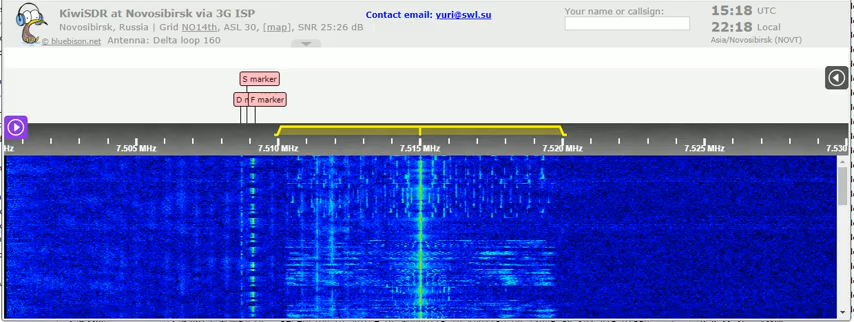 KiwiSDR at Novosibirsk via 3G ISP
Novosibirsk, Russia | Grid NO14th, ASL 30, [map], SNR 25:26 dB
© bluebison.net Antenna: Delta loop 160
Contact email: yuri@swl.su
Your name or callsign:
15:18 UTC
22:18 Local
Asia/Novosibirsk (NOVT)
S marker
D
F marker
Hz 7.505 MHz 7.510 MHz 7.515 MHz 7.520 MHz 7.525 MHz 7.530